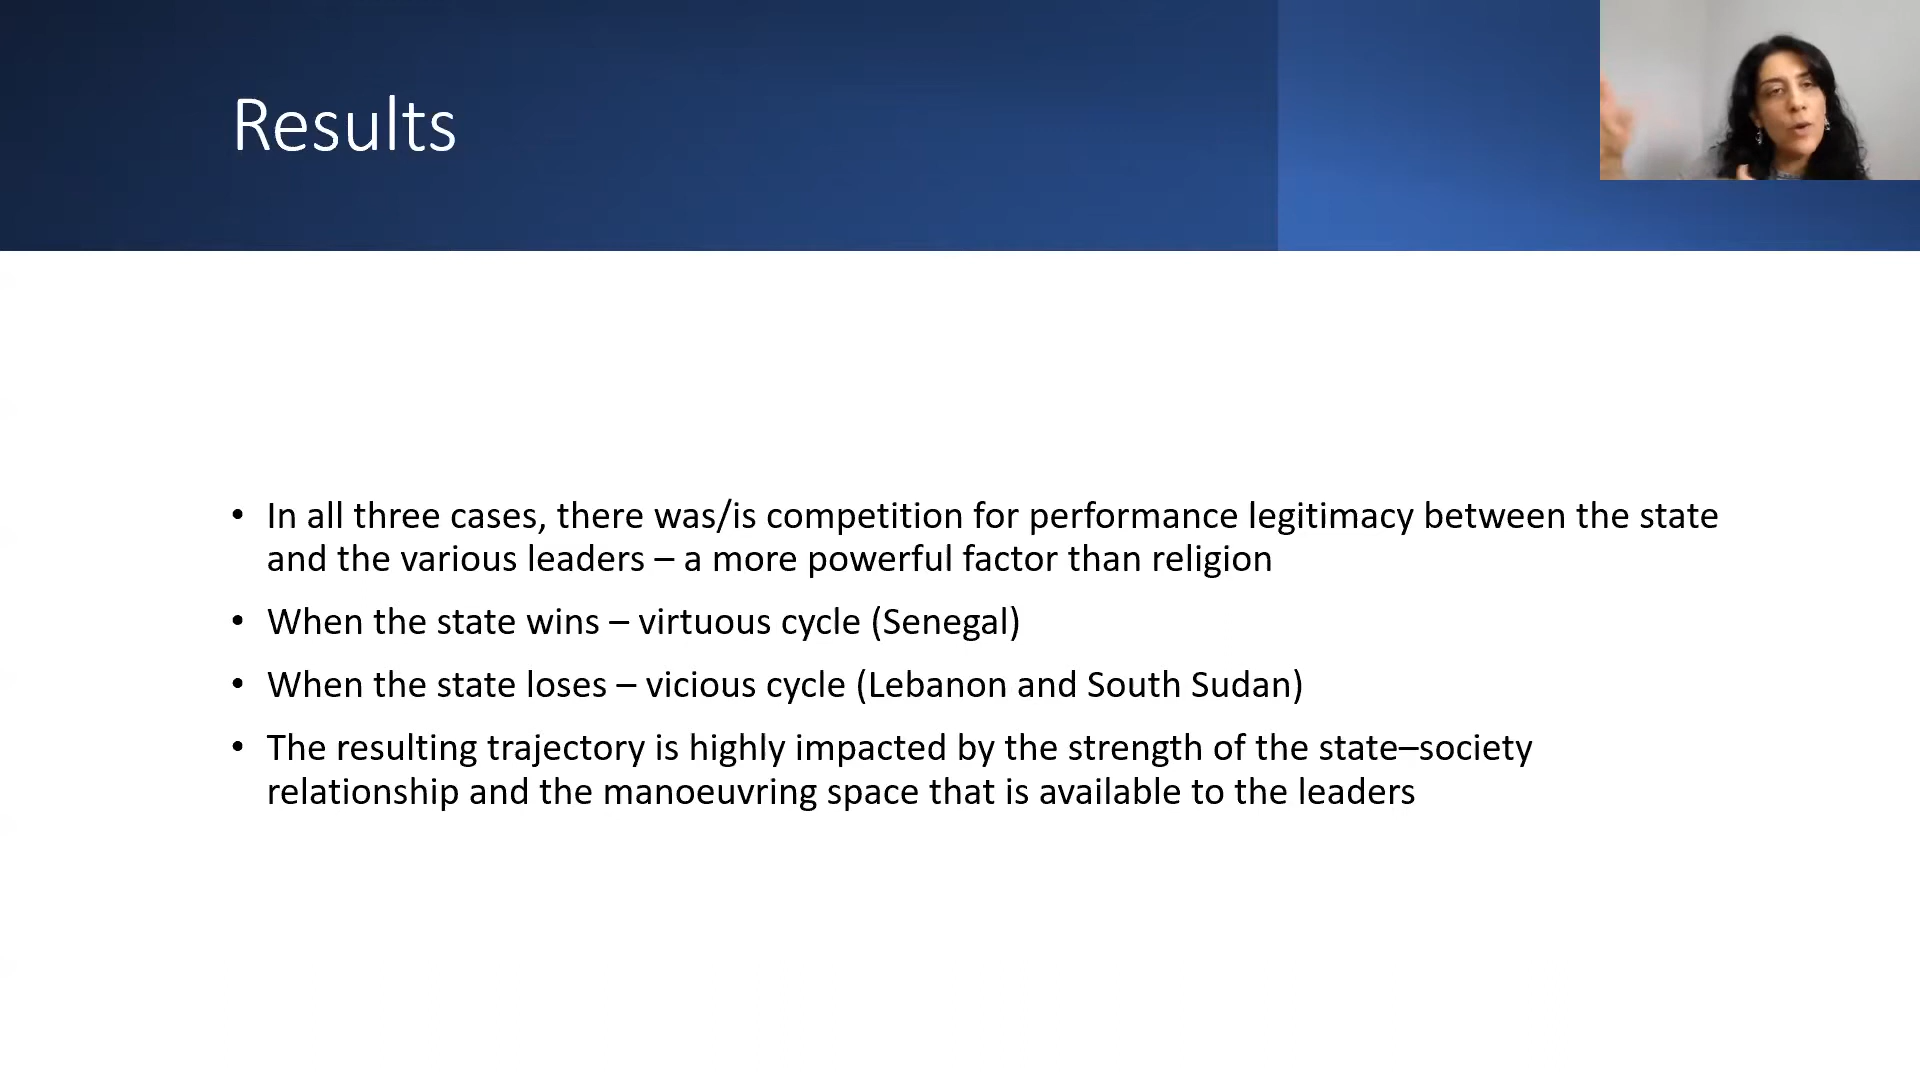 Results
• In all three cases, there was/is competition for performance legitimacy between the state
and the various leaders – a more powerful factor than religion
• When the state wins – virtuous cycle (Senegal)
• When the state loses – vicious cycle (Lebanon and South Sudan)
• The resulting trajectory is highly impacted by the strength of the state–society
relationship and the manoeuvring space that is available to the leaders